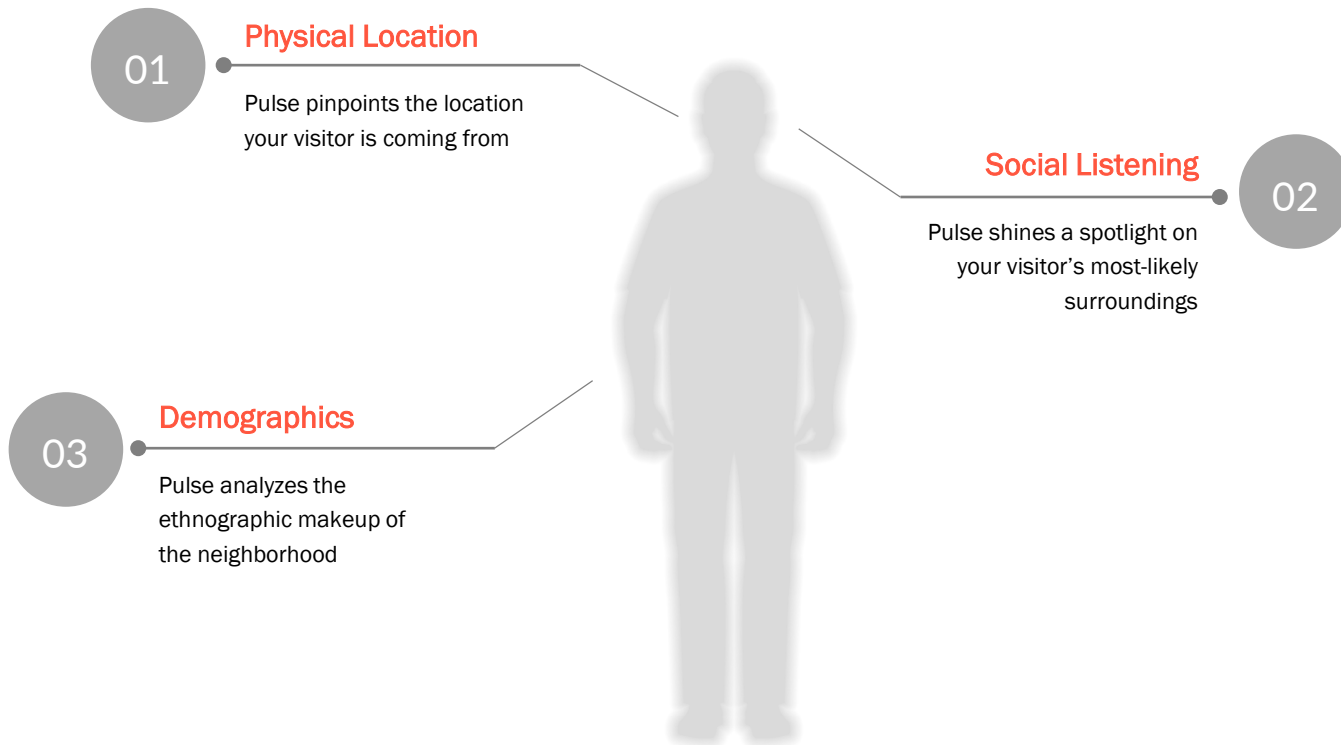 01
Physical Location
Pulse pinpoints the location
your visitor is coming from
Social Listening
02
Pulse shines a spotlight on
your visitor’s most-likely
surroundings
03
Demographics
Pulse analyzes the
ethnographic makeup of
the neighborhood